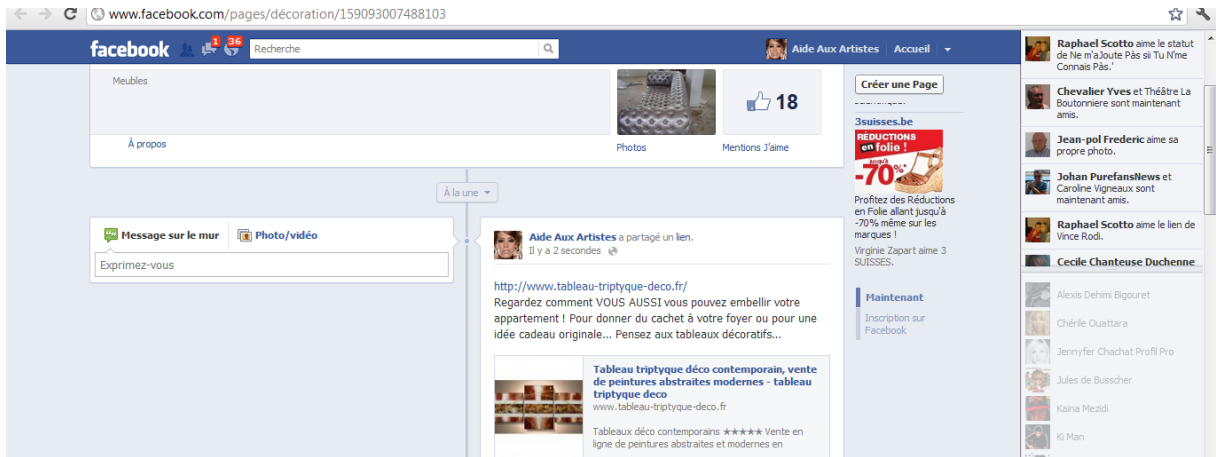 www.facebook.com/pages/décoration/159093007488103
facebook
1
36
Recherche
Aide Aux Artistes
Accueil
Meubles
À propos
Photos
18
Mentions J'aime
À la une
Message sur le mur
Photo/vidéo
Exprimez-vous
Aide Aux Artistes a partagé un lien.
Il y a 2 secondes
http://www.tableau-triptyque-deco.fr/
Regardez comment VOUS AUSSI vous pouvez embellir votre
appartement ! Pour donner du cachet à votre foyer ou pour une
idée cadeau originale... Pensez aux tableaux décoratifs...
Tableau triptyque déco contemporain, vente
de peintures abstraites modernes - tableau
triptyque deco
www.tableau-triptyque-deco.fr
Tableaux déco contemporains ★★★★★ Vente en
ligne de peintures abstraites et modernes en
Créer une Page
3suisses.be
RÉDUCTIONS
en folie !
JUSQU'À
-70%*
Profitez des Réductions
en Folie allant jusqu'à
-70% même sur les
marques !
Virginie Zapart aime 3
SUISSES.
Maintenant
Inscription sur
Facebook
Raphael Scotto aime le statut
de Ne m'aJoute Pàs sii Tu N'me
Connais Pàs.'
Chevalier Yves et Théâtre La
Boutonniere sont maintenant
amis.
Jean-pol Frederic aime sa
propre photo.
Johan PurefansNews et
Caroline Vigneaux sont
maintenant amis.
Raphael Scotto aime le lien de
Vince Rodi.
Cecile Chanteuse Duchenne
Alexis Dehimi Bigouret
Chérile Ouattara
Jennyfer Chachat Profil Pro
Jules de Busscher
Kaina Mezidi
Ki Man